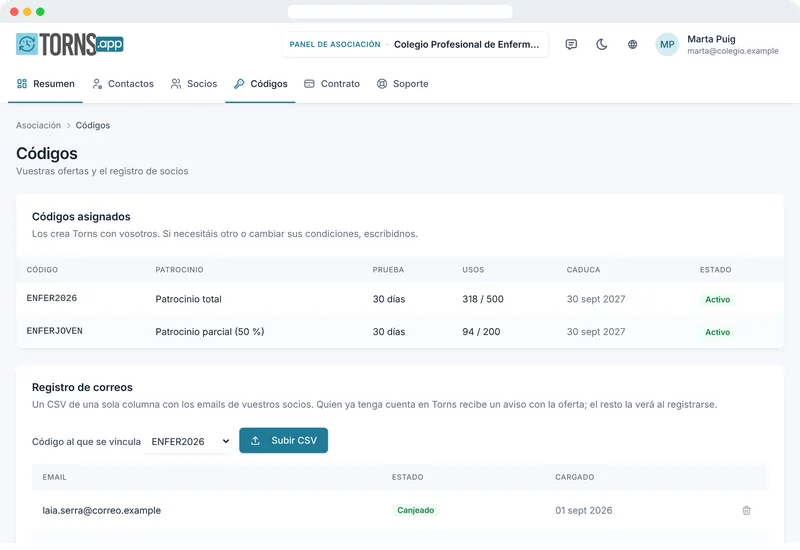 TORNS.app
PANEL DE ASOCIACIÓN · Colegio Profesional de Enferm...
MP
Marta Puig
marta@colegio.example
Resumen
Contactos
Socios
Códigos
Contrato
Soporte
Asociación > Códigos
Códigos
Vuestras ofertas y el registro de socios
Códigos asignados
Los crea Torns con vosotros. Si necesitáis otro o cambiar sus condiciones, escribidnos.
CÓDIGO PATROCINIO PRUEBA USOS CADUCA ESTADO
ENFER2026 Patrocinio total 30 días 318 / 500 30 sept 2027 Activo
ENFERJOVEN Patrocinio parcial (50 %) 30 días 94 / 200 30 sept 2027 Activo
Registro de correos
Un CSV de una sola columna con los emails de vuestros socios. Quien ya tenga cuenta en Torns recibe un aviso con la oferta; el resto la verá al registrarse.
Código al que se vincula ENFER2026 Subir CSV
EMAIL ESTADO CARGADO
laia.serra@correo.example Canjeado 01 sept 2026